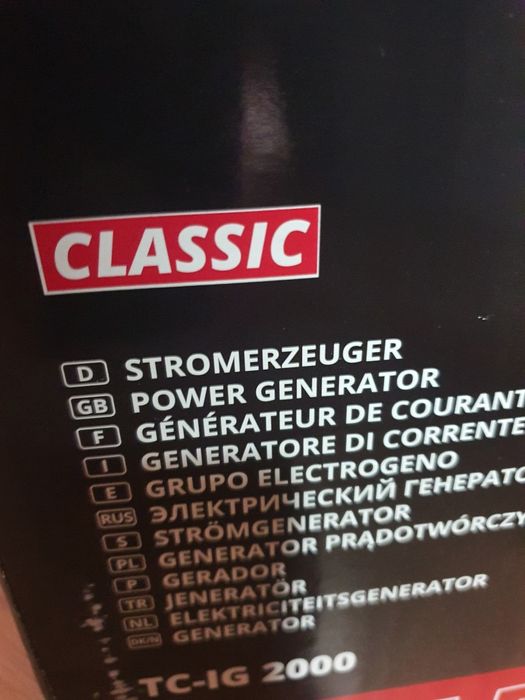 CLASSIC
D STROMERZEUGER
GB POWER GENERATOR
F GÉNÉRATEUR DE COURANT
I GENERATORE DI CORRENTE
E GRUPO ELECTROGENO
RUS ЭЛЕКТРИЧЕСКИЙ ГЕНЕРАТО
S STRÖMGENERATOR
PL GENERATOR PRĄDOTWÓRCZY
P GERADOR
TR JENERATÖR
NL ELEKTRICITEITSGENERATOR
DK/N GENERATOR
TC-IG 2000